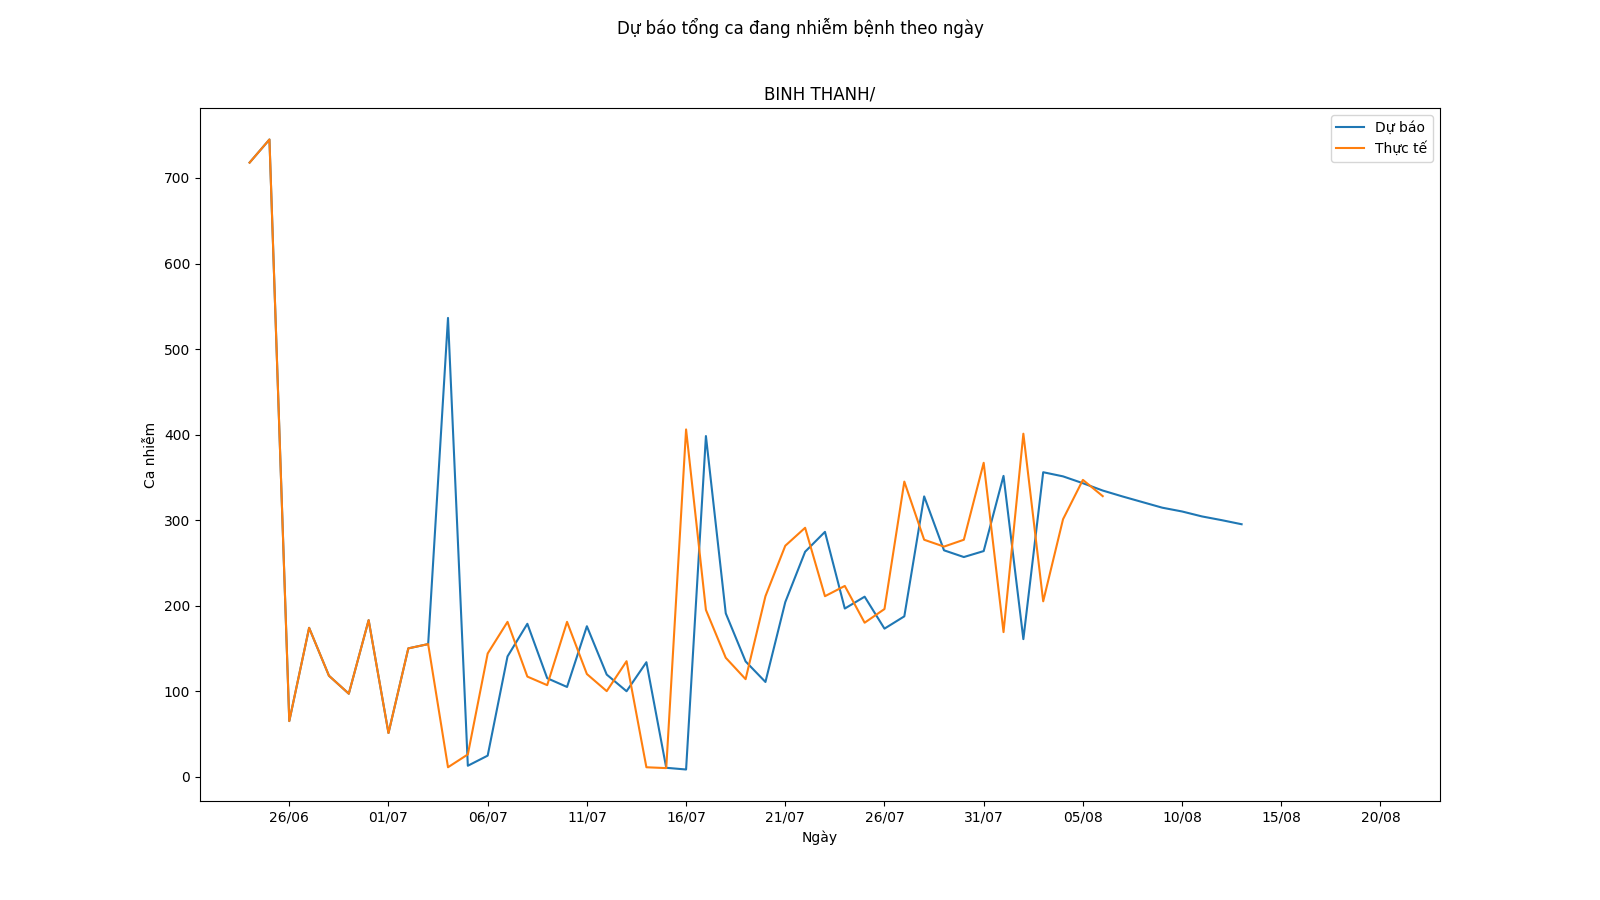 Dự báo tổng ca đang nhiễm bệnh theo ngày
BINH THANH/
Dự báo
Thực tế
700
600
500
400
300
200
100
0
Ca nhiễm
26/06 01/07 06/07 11/07 16/07 21/07 26/07 31/07 05/08 10/08 15/08 20/08
Ngày